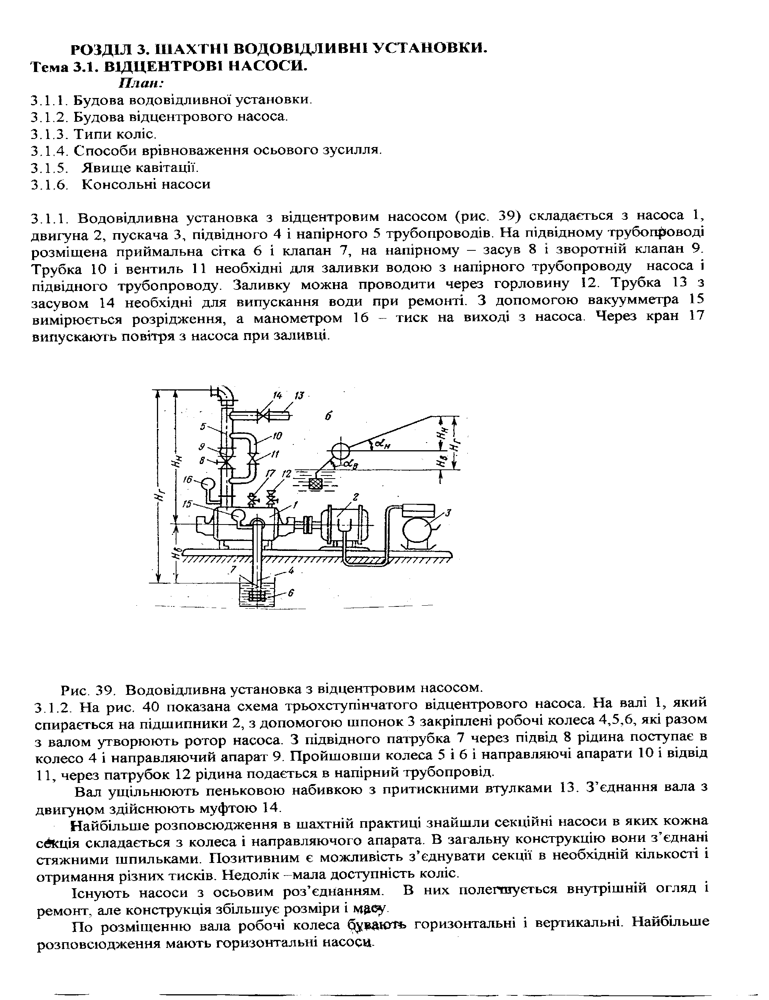 РОЗДІЛ 3. ШАХТНІ ВОДОВІДЛИВНІ УСТАНОВКИ.
Тема 3.1. ВІДЦЕНТРОВІ НАСОСИ.
План:
3.1.1. Будова водовідливної установки.
3.1.2. Будова відцентрового насоса.
3.1.3. Типи коліс.
3.1.4. Способи врівноваження осьового зусилля.
3.1.5. Явище кавітації.
3.1.6. Консольні насоси
3.1.1. Водовідливна установка з відцентровим насосом (рис. 39) складається з насоса 1,
двигуна 2, пускача 3, підвідного 4 і напірного 5 трубопроводів. На підвідному трубопроводі
розміщена приймальна сітка 6 і клапан 7, на напірному – засув 8 і зворотній клапан 9.
Трубка 10 і вентиль 11 необхідні для заливки водою з напірного трубопроводу насоса і
підвідного трубопроводу. Заливку можна проводити через горловину 12. Трубка 13 з
засувом 14 необхідні для випускання води при ремонті. З допомогою вакуумметра 15
вимірюється розрідження, а манометром 16 – тиск на виході з насоса. Через кран 17
випускають повітря з насоса при заливці.
14 13
б
5
10
9
11
8
16
17 12
15
1
2
3
7
4
6
Hн
Hг
Hв
αн
αв
Hн
Hг
Hв
Рис. 39. Водовідливна установка з відцентровим насосом.
3.1.2. На рис. 40 показана схема трьохступінчатого відцентрового насоса. На валі 1, який
спирається на підшипники 2, з допомогою шпонок 3 закріплені робочі колеса 4,5,6, які разом
з валом утворюють ротор насоса. З підвідного патрубка 7 через підвід 8 рідина поступає в
колесо 4 і направляючий апарат 9. Пройшовши колеса 5 і 6 і направляючі апарати 10 і відвід
11, через патрубок 12 рідина подається в напірний трубопровід.
Вал ущільнюють пеньковою набивкою з притискними втулками 13. З’єднання вала з
двигуном здійснюють муфтою 14.
Найбільше розповсюдження в шахтній практиці знайшли секційні насоси в яких кожна
секція складається з колеса і направляючого апарата. В загальну конструкцію вони з’єднані
стяжними шпильками. Позитивним є можливість з’єднувати секції в необхідній кількості і
отримання різних тисків. Недолік –мала доступність коліс.
Існують насоси з осьовим роз’єднанням. В них полегшується внутрішній огляд і
ремонт, але конструкція збільшує розміри і масу.
По розміщенню вала робочі колеса бувають горизонтальні і вертикальні. Найбільше
розповсюдження мають горизонтальні насоси.